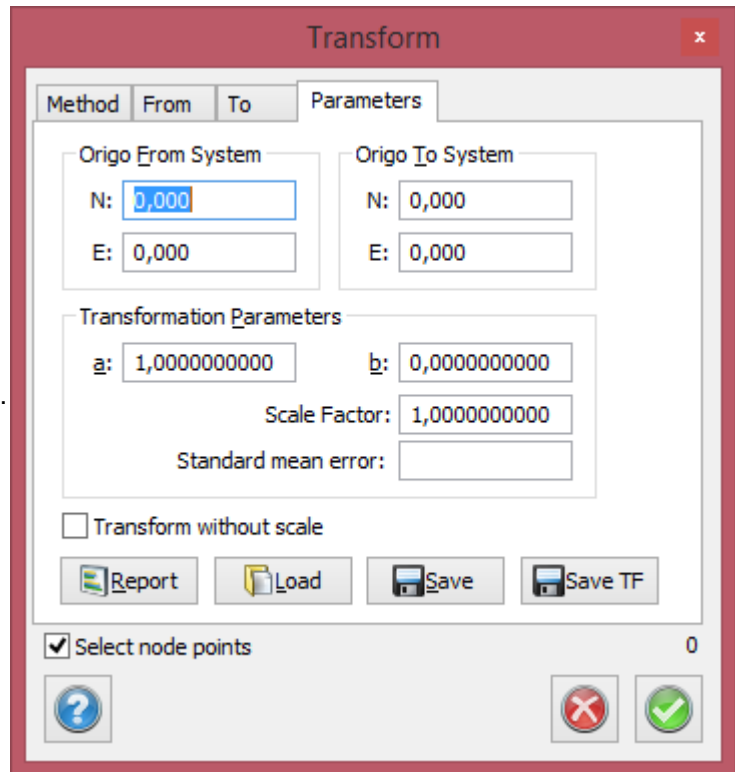 Transform
x
Method From To Parameters
Origo From System Origo To System
N: 0,000 N: 0,000
E: 0,000 E: 0,000
Transformation Parameters
a: 1,0000000000 b: 0,0000000000
.
Scale Factor: 1,0000000000
Standard mean error:
Transform without scale
Report Load Save Save TF
Select node points 0
?